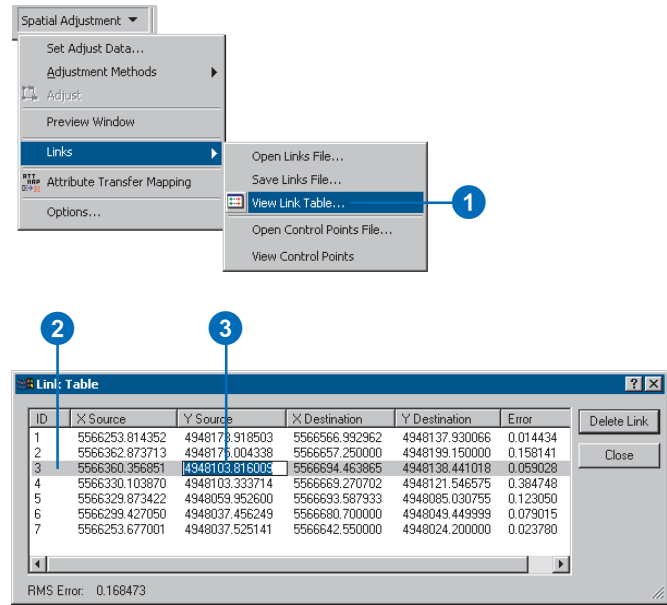 Spatial Adjustment
Set Adjust Data...
Adjustment Methods
Adjust
Preview Window
Links
ATT MAP Attribute Transfer Mapping
Options...
Open Links File...
Save Links File...
View Link Table...
Open Control Points File...
View Control Points
1
2 3
Link Table
ID X Source Y Source X Destination Y Destination Error
1 5566253.814352 4948173.918503 5566566.992962 4948137.930066 0.014434
2 5566362.873713 4948175.004338 5566657.250000 4948199.150000 0.158141
3 5566360.356851 4948103.816009 5566694.463865 4948138.441018 0.059028
4 5566330.103870 4948103.333714 5566669.270702 4948121.546575 0.384748
5 5566329.873422 4948059.952600 5566693.587933 4948085.030755 0.123050
6 5566299.427050 4948037.456249 5566680.700000 4948049.449999 0.079015
7 5566253.677001 4948037.525141 5566642.550000 4948024.200000 0.023780
Delete Link
Close
RMS Error: 0.168473